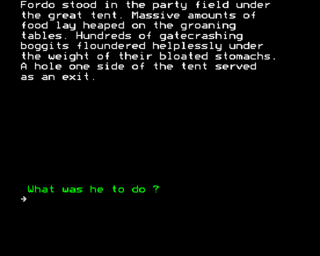 Fordo stood in the party field under
the great tent. Massive amounts of
food lay heaped on the groaning
tables. Hundreds of gatecrashing
boggits floundered helplessly under
the weight of their bloated stomachs.
A hole one side of the tent served
as an exit.
What was he to do ?
→